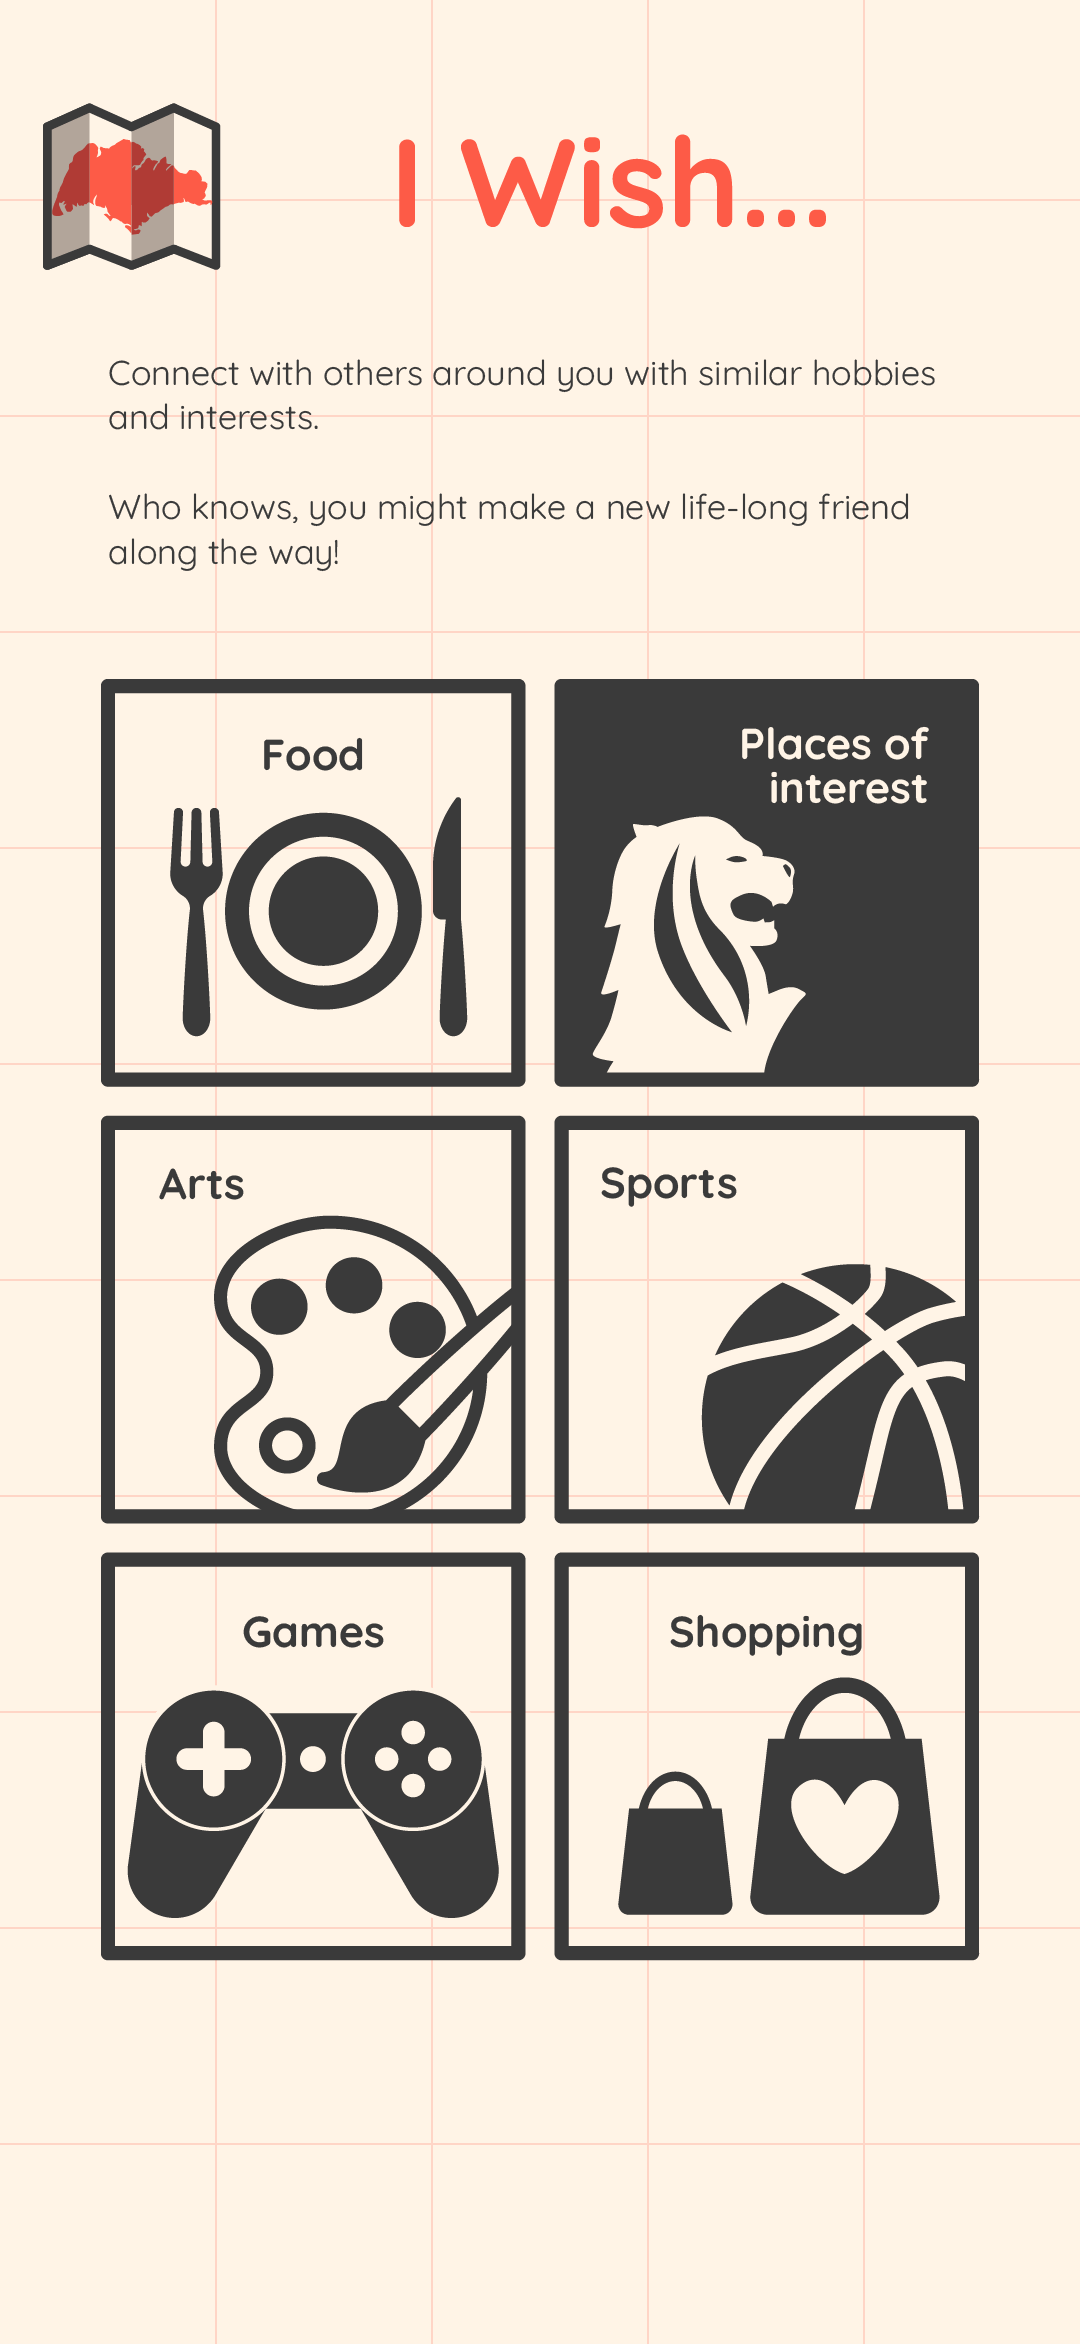 I Wish...
Connect with others around you with similar hobbies
and interests.
Who knows, you might make a new life-long friend
along the way!
Food
Places of
interest
Arts
Sports
Games
Shopping